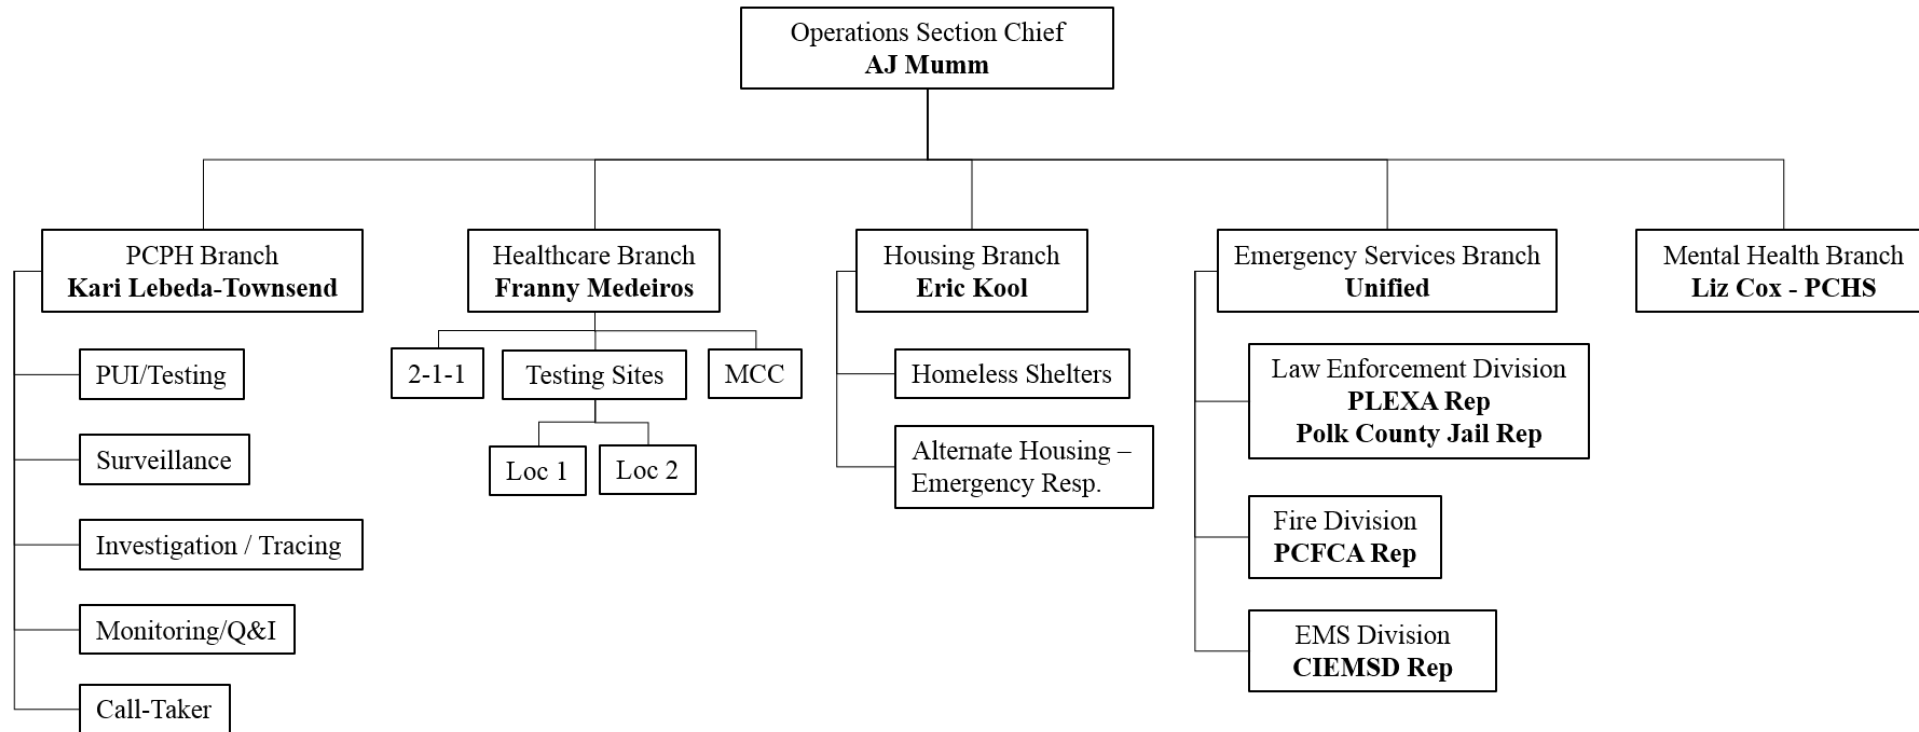 Operations Section Chief
AJ Mumm
PCPH Branch
Kari Lebeda-Townsend
PUI/Testing
Surveillance
Investigation / Tracing
Monitoring/Q&I
Call-Taker
Healthcare Branch
Franny Medeiros
2-1-1
Testing Sites
MCC
Loc 1
Loc 2
Housing Branch
Eric Kool
Homeless Shelters
Alternate Housing –
Emergency Resp.
Emergency Services Branch
Unified
Law Enforcement Division
PLEXA Rep
Polk County Jail Rep
Fire Division
PCFCA Rep
EMS Division
CIEMSD Rep
Mental Health Branch
Liz Cox - PCHS